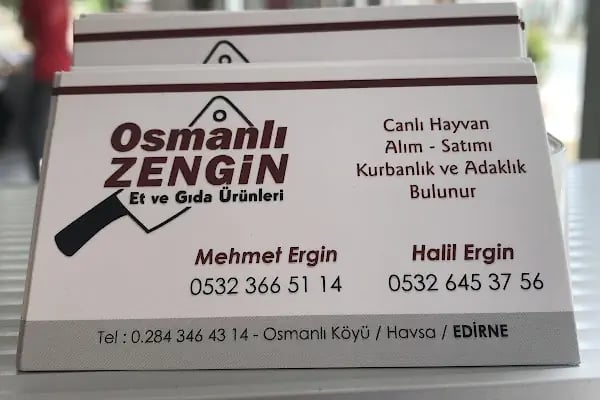 Osmanlı
ZENGİN
Et ve Gıda Ürünleri
Canlı Hayvan
Alım - Satımı
Kurbanlık ve Adaklık
Bulunur
Mehmet Ergin
0532 366 51 14
Halil Ergin
0532 645 37 56
Tel : 0.284 346 43 14 - Osmanlı Köyü / Havsa / EDİRNE